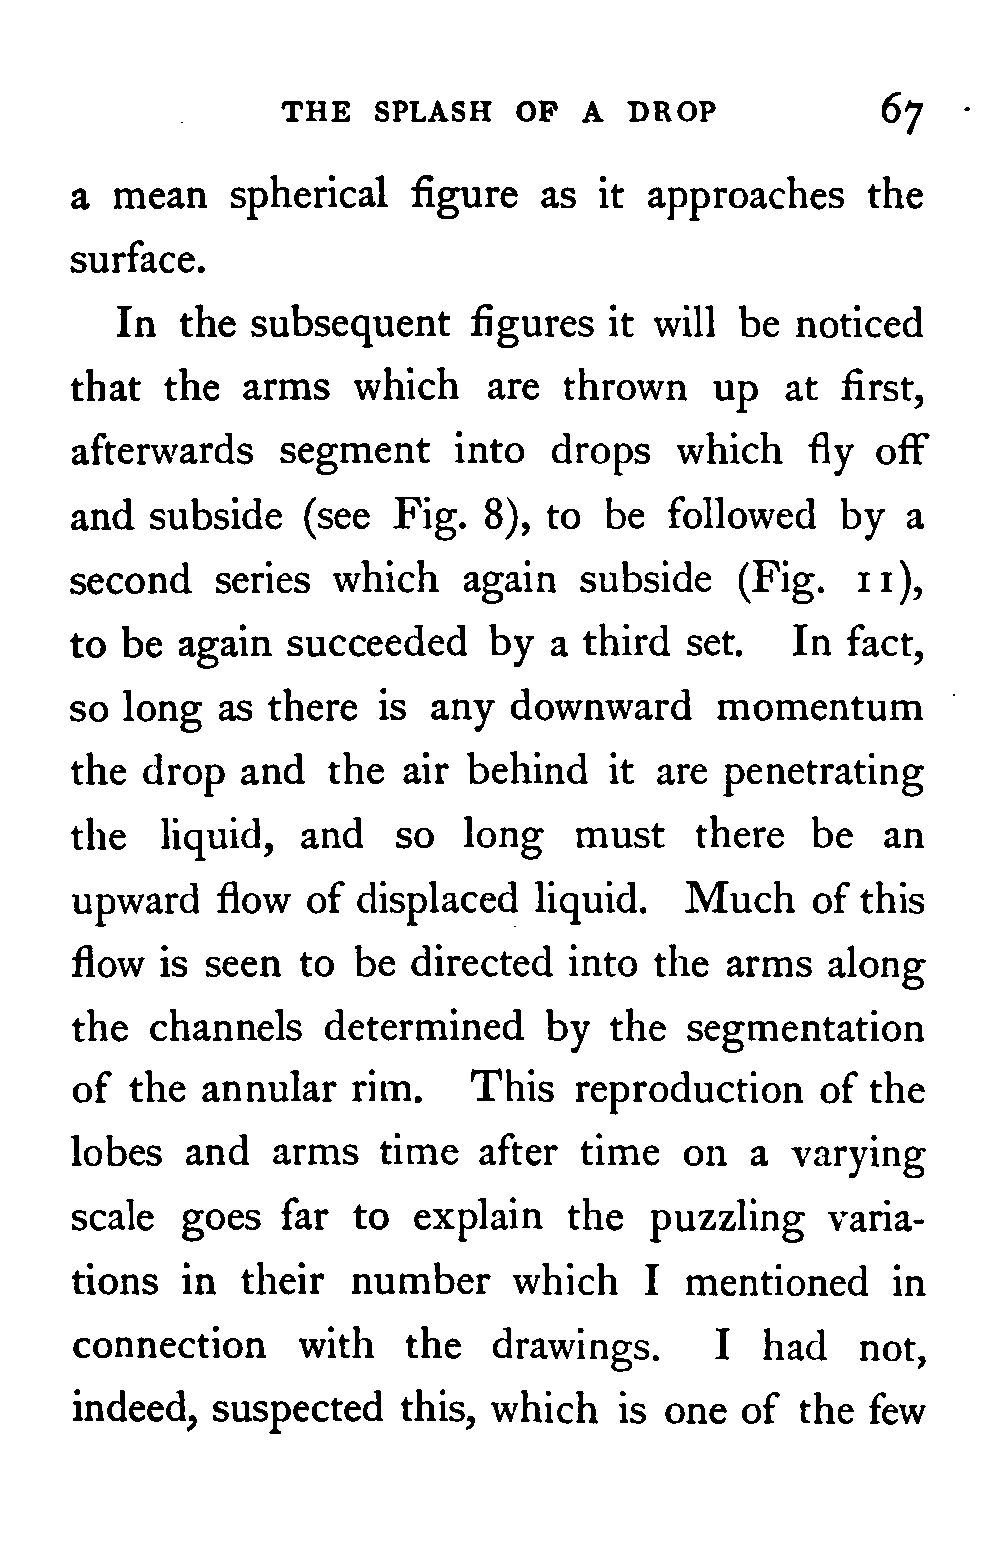 THE SPLASH OF A DROP 67
a mean spherical figure as it approaches the
surface.
In the subsequent figures it will be noticed
that the arms which are thrown up at first,
afterwards segment into drops which fly off
and subside (see Fig. 8), to be followed by a
second series which again subside (Fig. 11),
to be again succeeded by a third set. In fact,
so long as there is any downward momentum
the drop and the air behind it are penetrating
the liquid, and so long must there be an
upward flow of displaced liquid. Much of this
flow is seen to be directed into the arms along
the channels determined by the segmentation
of the annular rim. This reproduction of the
lobes and arms time after time on a varying
scale goes far to explain the puzzling varia-
tions in their number which I mentioned in
connection with the drawings. I had not,
indeed, suspected this, which is one of the few